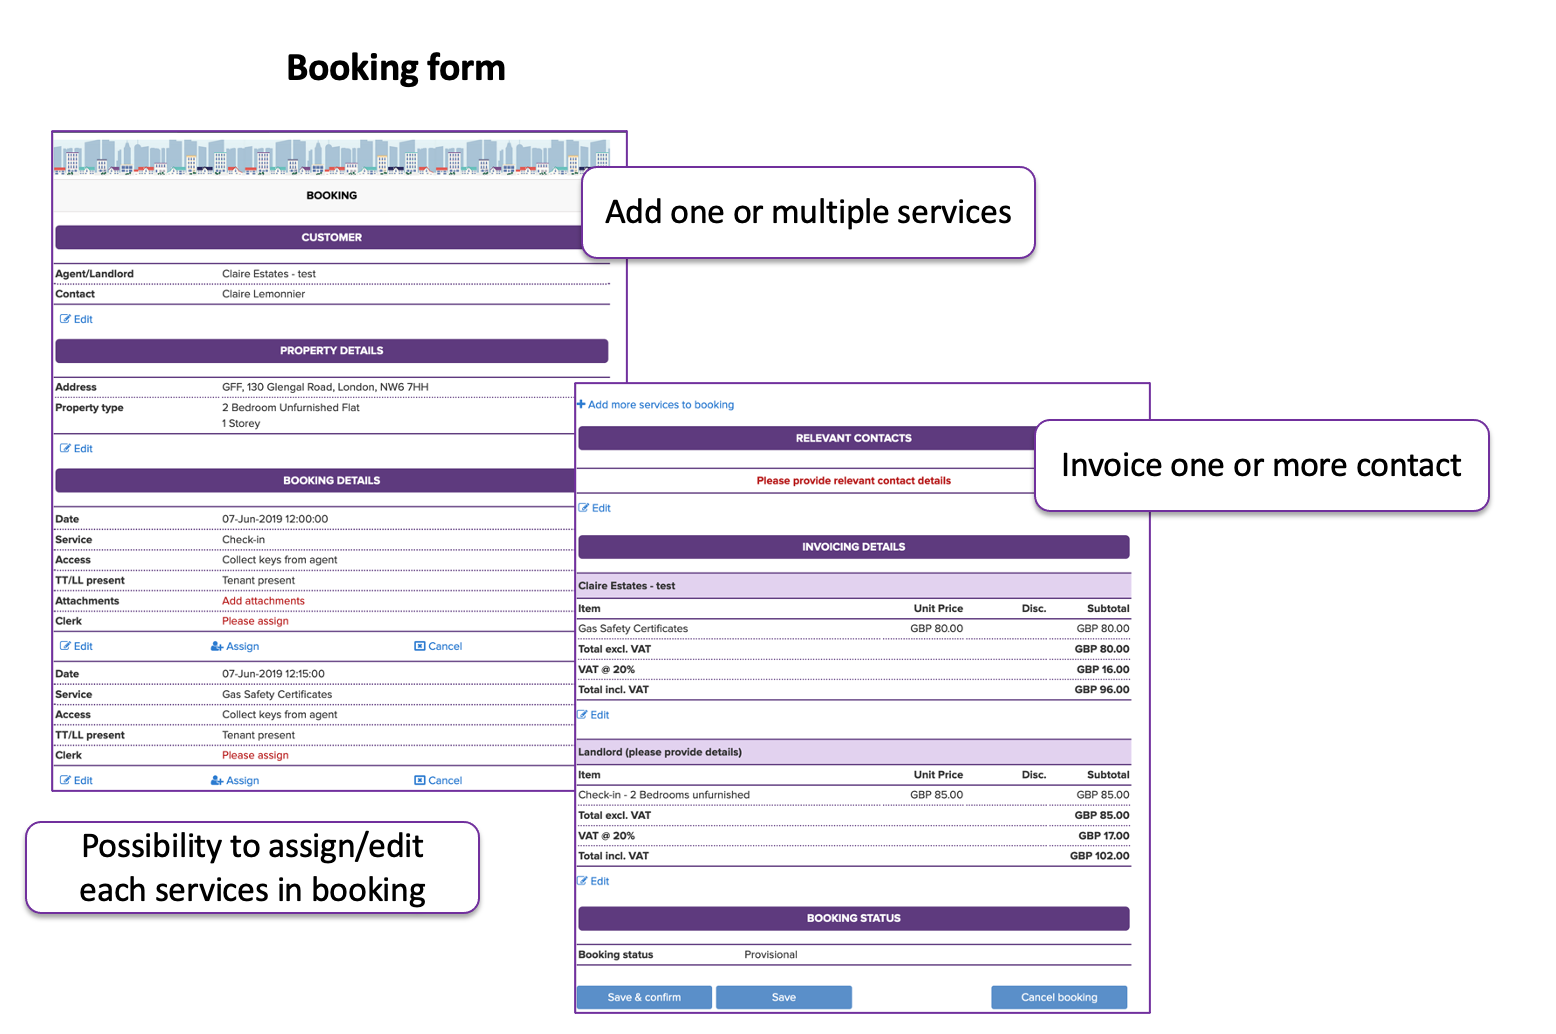 Booking form
BOOKING
Add one or multiple services
CUSTOMER
Agent/Landlord Claire Estates - test
Contact Claire Lemonnier
Edit
PROPERTY DETAILS
Address GFF, 130 Glengal Road, London, NW6 7HH
Property type 2 Bedroom Unfurnished Flat
1 Storey
Edit
BOOKING DETAILS
Date 07-Jun-2019 12:00:00
Service Check-in
Access Collect keys from agent
TT/LL present Tenant present
Attachments Add attachments
Clerk Please assign
Edit Assign Cancel
Date 07-Jun-2019 12:15:00
Service Gas Safety Certificates
Access Collect keys from agent
TT/LL present Tenant present
Clerk Please assign
Edit Assign Cancel
Possibility to assign/edit
each services in booking
+ Add more services to booking
RELEVANT CONTACTS
Invoice one or more contact
Please provide relevant contact details
Edit
INVOICING DETAILS
Claire Estates - test
Item Unit Price Disc. Subtotal
Gas Safety Certificates GBP 80.00 GBP 80.00
Total excl. VAT GBP 80.00
VAT @ 20% GBP 16.00
Total incl. VAT GBP 96.00
Edit
Landlord (please provide details)
Item Unit Price Disc. Subtotal
Check-in - 2 Bedrooms unfurnished GBP 85.00 GBP 85.00
Total excl. VAT GBP 85.00
VAT @ 20% GBP 17.00
Total incl. VAT GBP 102.00
Edit
BOOKING STATUS
Booking status Provisional
Save & confirm Save Cancel booking